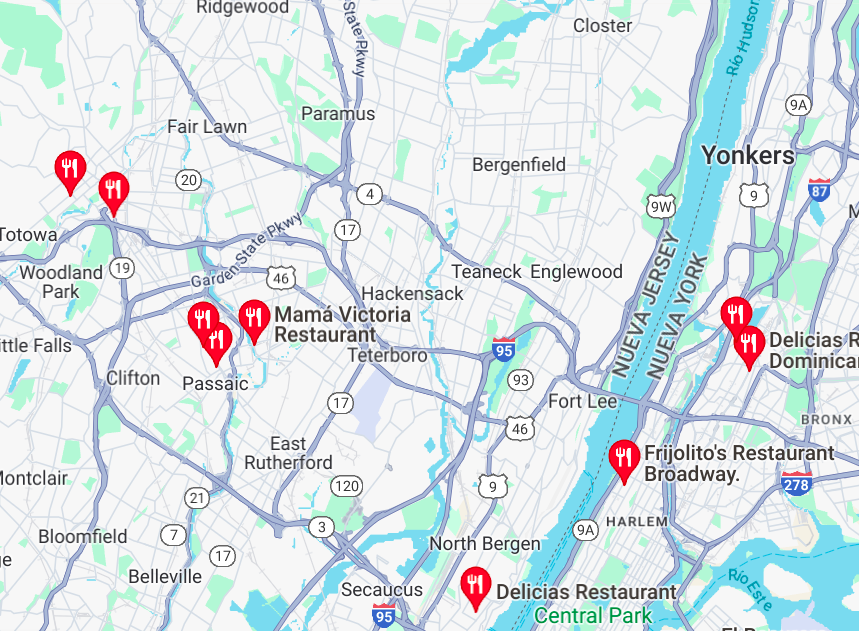 Ridgewood
State Pkwy
Closter
Río Hudson
Paramus
9A
Fair Lawn
Yonkers
Bergenfield
20
4
9
87
9W
17
Totowa
Garden State Pkwy
Woodland
Park
19
46
Teaneck
Englewood
Hackensack
NUEVA JERSEY
NUEVA YORK
Mamá Victoria
Restaurant
Little Falls
Teterboro
95
Delicias R
Dominican
Clifton
Passaic
93
17
Fort Lee
46
BRONX
East
Rutherford
Frijolito's Restaurant
Broadway.
Montclair
120
9
278
21
3
9A
HARLEM
7
Bloomfield
17
North Bergen
Belleville
Río Este
Secaucus
Delicias Restaurant
Central Park
95